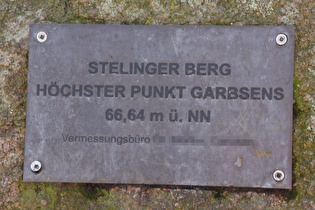 STELINGER BERG
HÖCHSTER PUNKT GARBSENS
66,64 m ü. NN
Vermessungsbüro